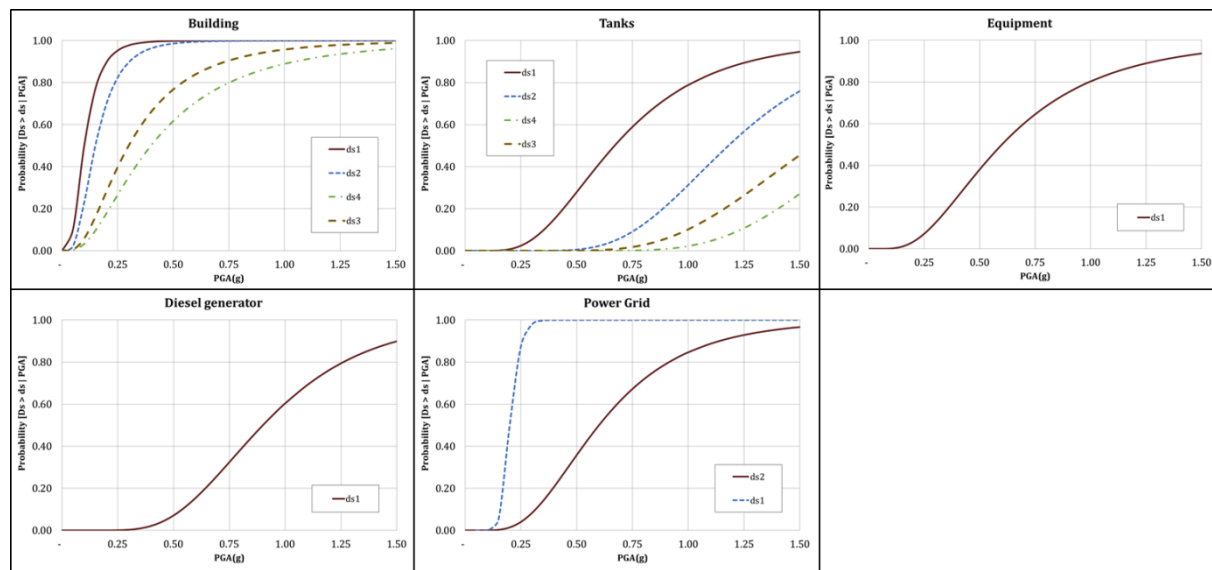 Building
Probability [Ds > ds | PGA]
1.00
0.80
0.60
0.40
0.20
0.00
ds1
ds2
ds4
ds3
-
0.25
0.50
0.75
1.00
1.25
1.50
PGA(g)
Tanks
Probability [Ds > ds | PGA]
1.00
0.80
0.60
0.40
0.20
0.00
ds1
ds2
ds4
ds3
-
0.25
0.50
0.75
1.00
1.25
1.50
PGA(g)
Equipment
Probability [Ds > ds | PGA]
1.00
0.80
0.60
0.40
0.20
0.00
ds1
-
0.25
0.50
0.75
1.00
1.25
1.50
PGA(g)
Diesel generator
Probability [Ds > ds | PGA]
1.00
0.80
0.60
0.40
0.20
0.00
ds1
-
0.25
0.50
0.75
1.00
1.25
1.50
PGA(g)
Power Grid
Probability [Ds > ds | PGA]
1.00
0.80
0.60
0.40
0.20
0.00
ds2
ds1
-
0.25
0.50
0.75
1.00
1.25
1.50
PGA(g)